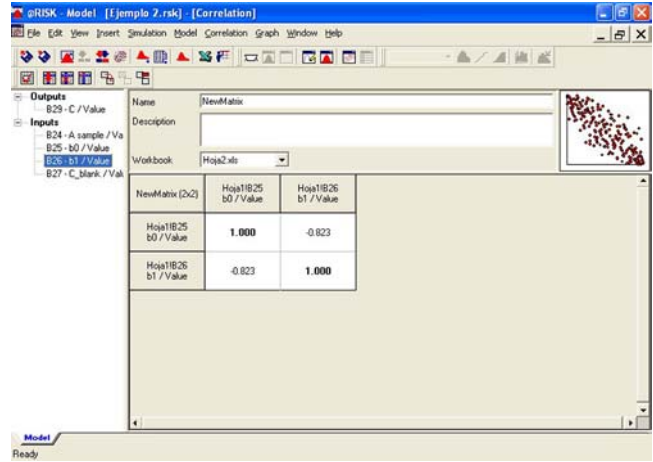 @RISK - Model [Ejemplo 2.rsk] - [Correlation]
File Edit View Insert Simulation Model Correlation Graph Window Help
Outputs
B29 - C / Value
Inputs
B24 - A sample / Va
B25 - b0 / Value
B26 - b1 / Value
B27 - C_blank. / Val
Name NewMatrix
Description
Workbook Hoja2.xls
NewMatrix (2x2) Hoja1!B25 b0 / Value Hoja1!B26 b1 / Value
Hoja1!B25 b0 / Value 1.000 -0.823
Hoja1!B26 b1 / Value -0.823 1.000
Model
Ready